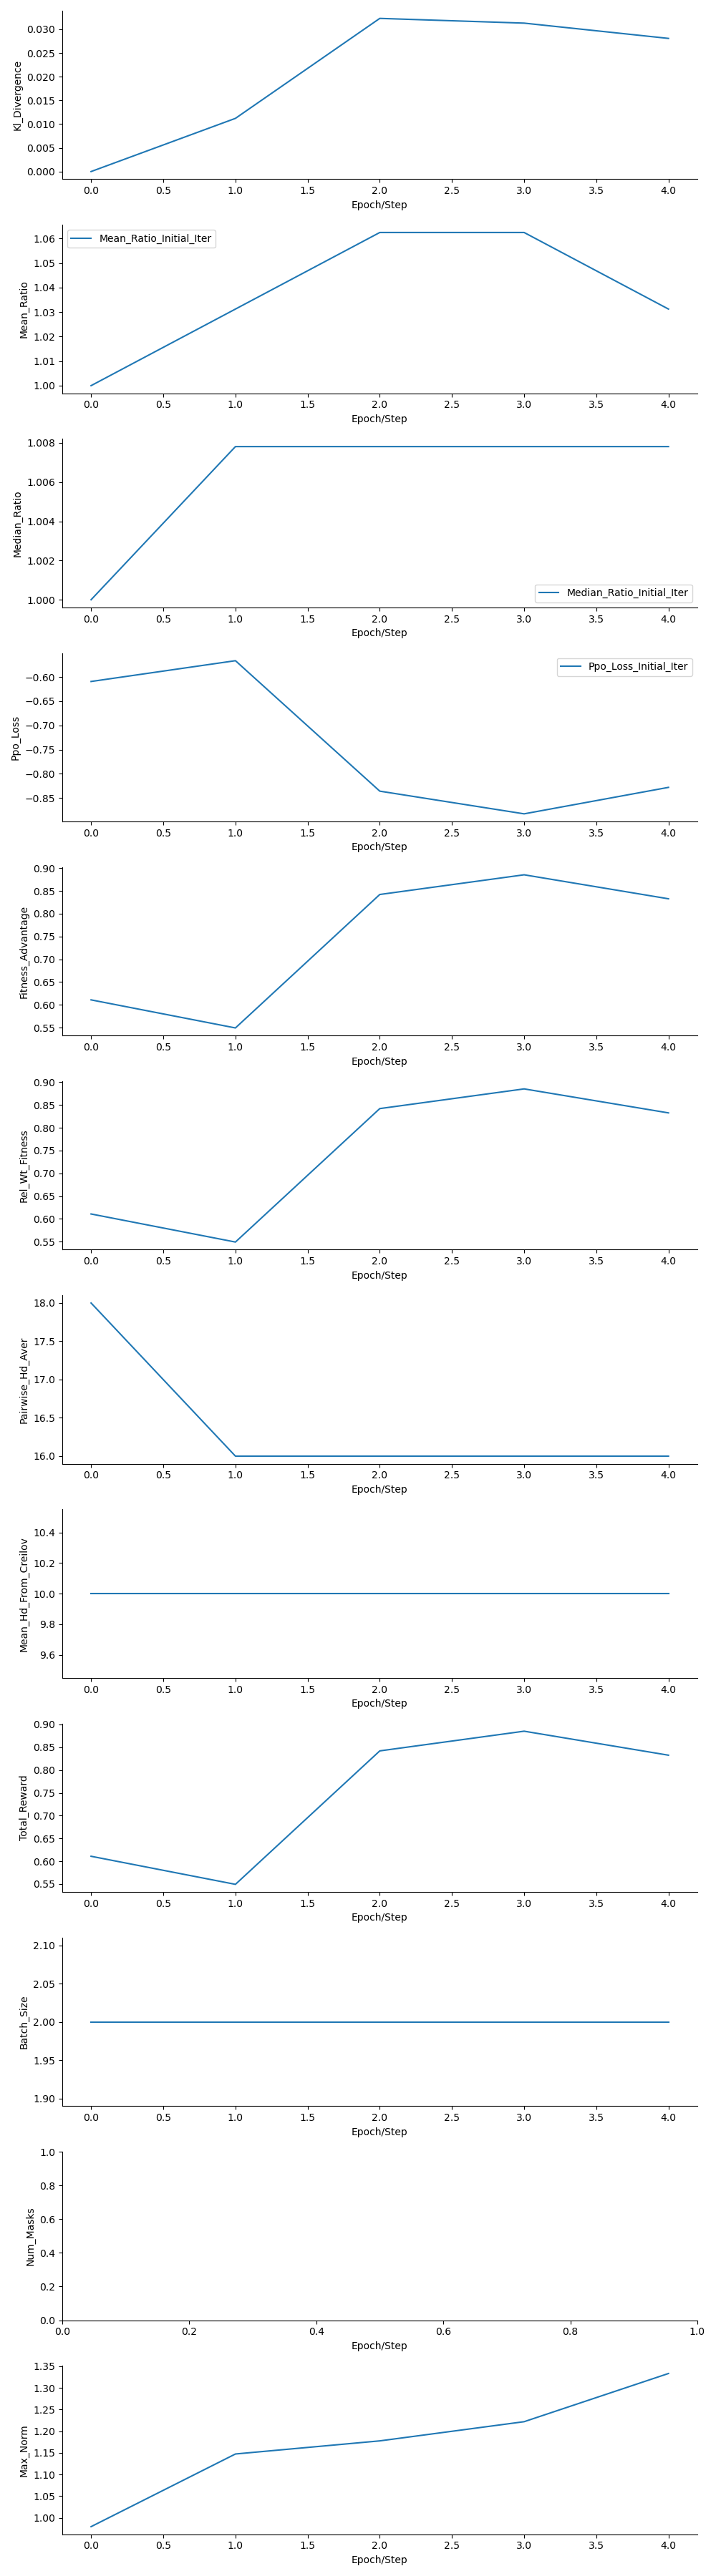 Kl_Divergence
0.030
0.025
0.020
0.015
0.010
0.005
0.000
0.0 0.5 1.0 1.5 2.0 2.5 3.0 3.5 4.0
Epoch/Step
Mean_Ratio
Mean_Ratio_Initial_Iter
1.06
1.05
1.04
1.03
1.02
1.01
1.00
0.0 0.5 1.0 1.5 2.0 2.5 3.0 3.5 4.0
Epoch/Step
Median_Ratio
1.008
1.006
1.004
1.002
1.000
Median_Ratio_Initial_Iter
0.0 0.5 1.0 1.5 2.0 2.5 3.0 3.5 4.0
Epoch/Step
Ppo_Loss
Ppo_Loss_Initial_Iter
−0.60
−0.65
−0.70
−0.75
−0.80
−0.85
0.0 0.5 1.0 1.5 2.0 2.5 3.0 3.5 4.0
Epoch/Step
Fitness_Advantage
0.90
0.85
0.80
0.75
0.70
0.65
0.60
0.55
0.0 0.5 1.0 1.5 2.0 2.5 3.0 3.5 4.0
Epoch/Step
Rel_Wt_Fitness
0.90
0.85
0.80
0.75
0.70
0.65
0.60
0.55
0.0 0.5 1.0 1.5 2.0 2.5 3.0 3.5 4.0
Epoch/Step
Pairwise_Hd_Aver
18.0
17.5
17.0
16.5
16.0
0.0 0.5 1.0 1.5 2.0 2.5 3.0 3.5 4.0
Epoch/Step
Mean_Hd_From_Creilov
10.4
10.2
10.0
9.8
9.6
0.0 0.5 1.0 1.5 2.0 2.5 3.0 3.5 4.0
Epoch/Step
Total_Reward
0.90
0.85
0.80
0.75
0.70
0.65
0.60
0.55
0.0 0.5 1.0 1.5 2.0 2.5 3.0 3.5 4.0
Epoch/Step
Batch_Size
2.10
2.05
2.00
1.95
1.90
0.0 0.5 1.0 1.5 2.0 2.5 3.0 3.5 4.0
Epoch/Step
Num_Masks
1.0
0.8
0.6
0.4
0.2
0.0
0.0 0.2 0.4 0.6 0.8 1.0
Epoch/Step
Max_Norm
1.35
1.30
1.25
1.20
1.15
1.10
1.05
1.00
0.0 0.5 1.0 1.5 2.0 2.5 3.0 3.5 4.0
Epoch/Step